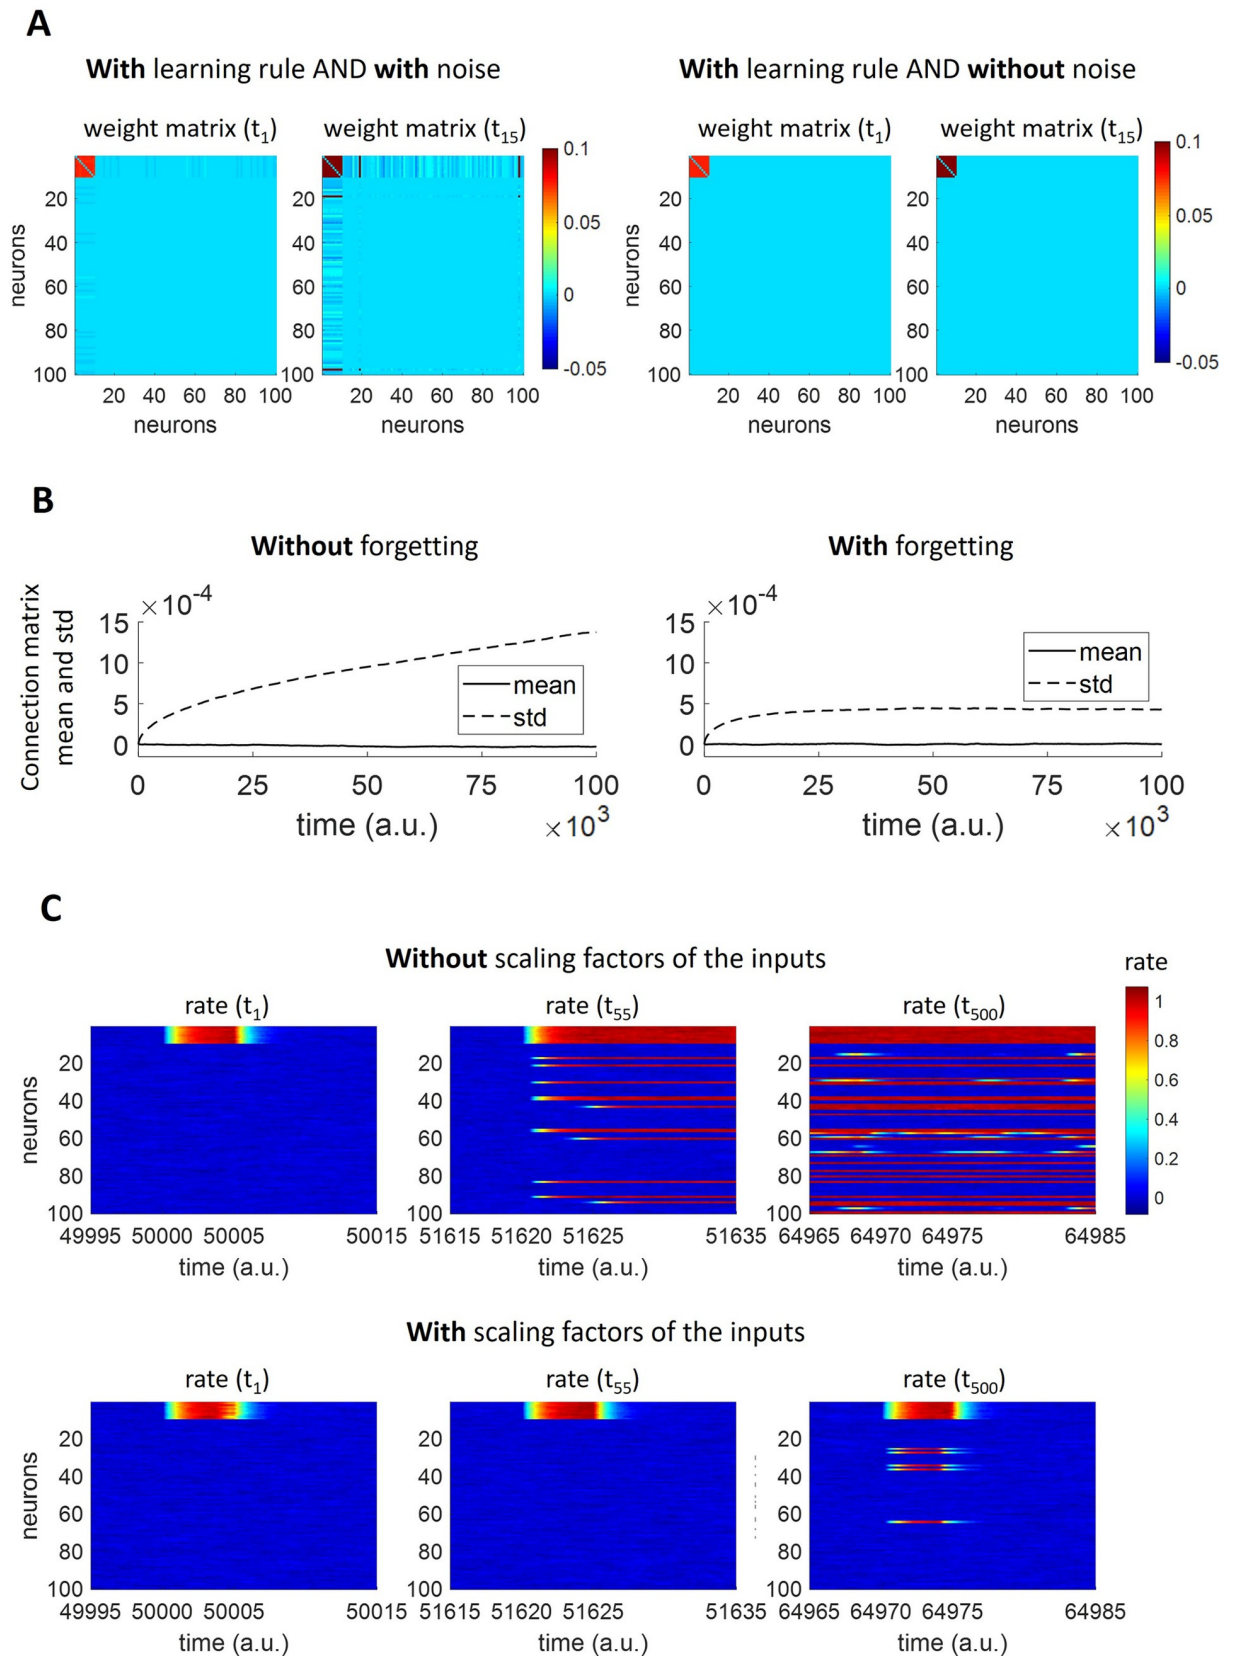 A
With learning rule AND with noise
With learning rule AND without noise
weight matrix (t1)
weight matrix (t15)
weight matrix (t1)
weight matrix (t15)
neurons
20
40
60
80
100
20 40 60 80 100
neurons
100
20 40 60 80 100
neurons
0.1
0.05
0
-0.05
neurons
20
40
60
80
100
20 40 60 80 100
neurons
20 40 60 80 100
neurons
0.1
0.05
0
-0.05
B
Without forgetting
With forgetting
Connection matrix
mean and std
×10-4
15
10
5
0
mean
std
0 25 50 75 100
time (a.u.)
×103
×10-4
15
10
5
0
mean
std
0 25 50 75 100
time (a.u.)
×103
C
Without scaling factors of the inputs
rate
rate (t1)
rate (t55)
rate (t500)
1
0.8
0.6
0.4
0.2
0
neurons
20
40
60
80
100
49995 50000 50005 50015
time (a.u.)
20
40
60
80
100
51615 51620 51625 51635
time (a.u.)
20
40
60
80
100
64965 64970 64975 64985
time (a.u.)
With scaling factors of the inputs
rate (t1)
rate (t55)
rate (t500)
neurons
20
40
60
80
100
49995 50000 50005 50015
time (a.u.)
20
40
60
80
100
51615 51620 51625 51635
time (a.u.)
20
40
60
80
100
64965 64970 64975 64985
time (a.u.)